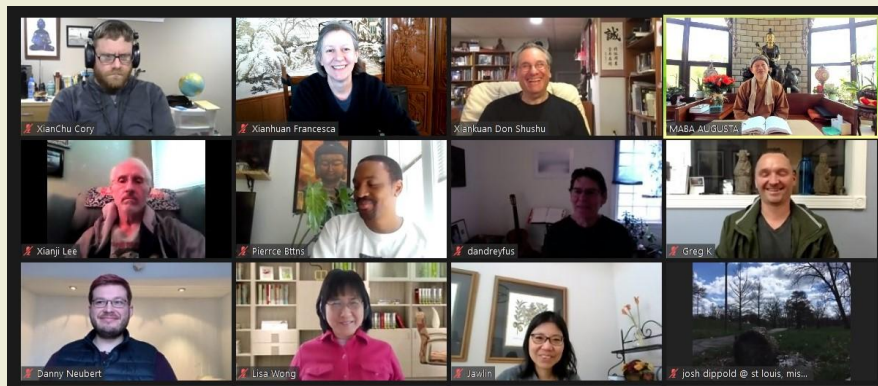 XianChu Cory
Xianhuan Francesca
Xiankuan Don Shushu
MABA AUGUSTA
誠
Xianji Lee
Pierrce Bttns
dandreyfus
Greg K
Danny Neubert
Lisa Wong
Jawlin
josh dippold @ st louis, mis...